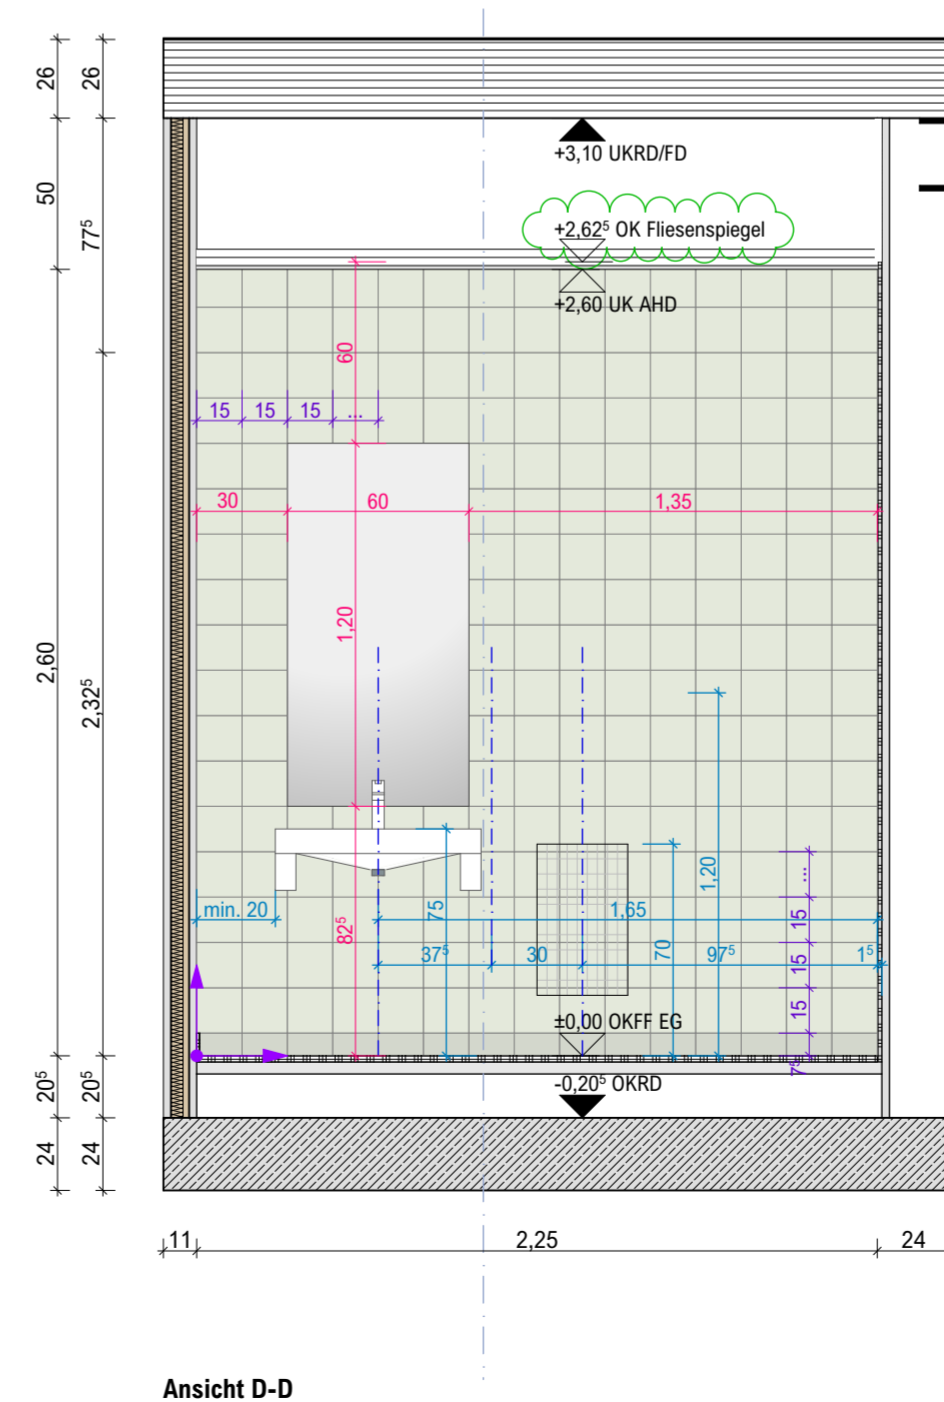 26
26
+3,10 UKRD/FD
50
77⁵
+2,62⁵ OK Fliesenspiegel
+2,60 UK AHD
60
15 15 15 ...
30 60 1,35
1,20
2,60
2,32⁵
1,20
...
min. 20
75
1,65
15
82⁵
37⁵ 30 70 97⁵ 1⁵
15
15
±0,00 OKFF EG
7⁵
-0,20⁵ OKRD
20⁵
20⁵
24
24
11 2,25 24
Ansicht D-D